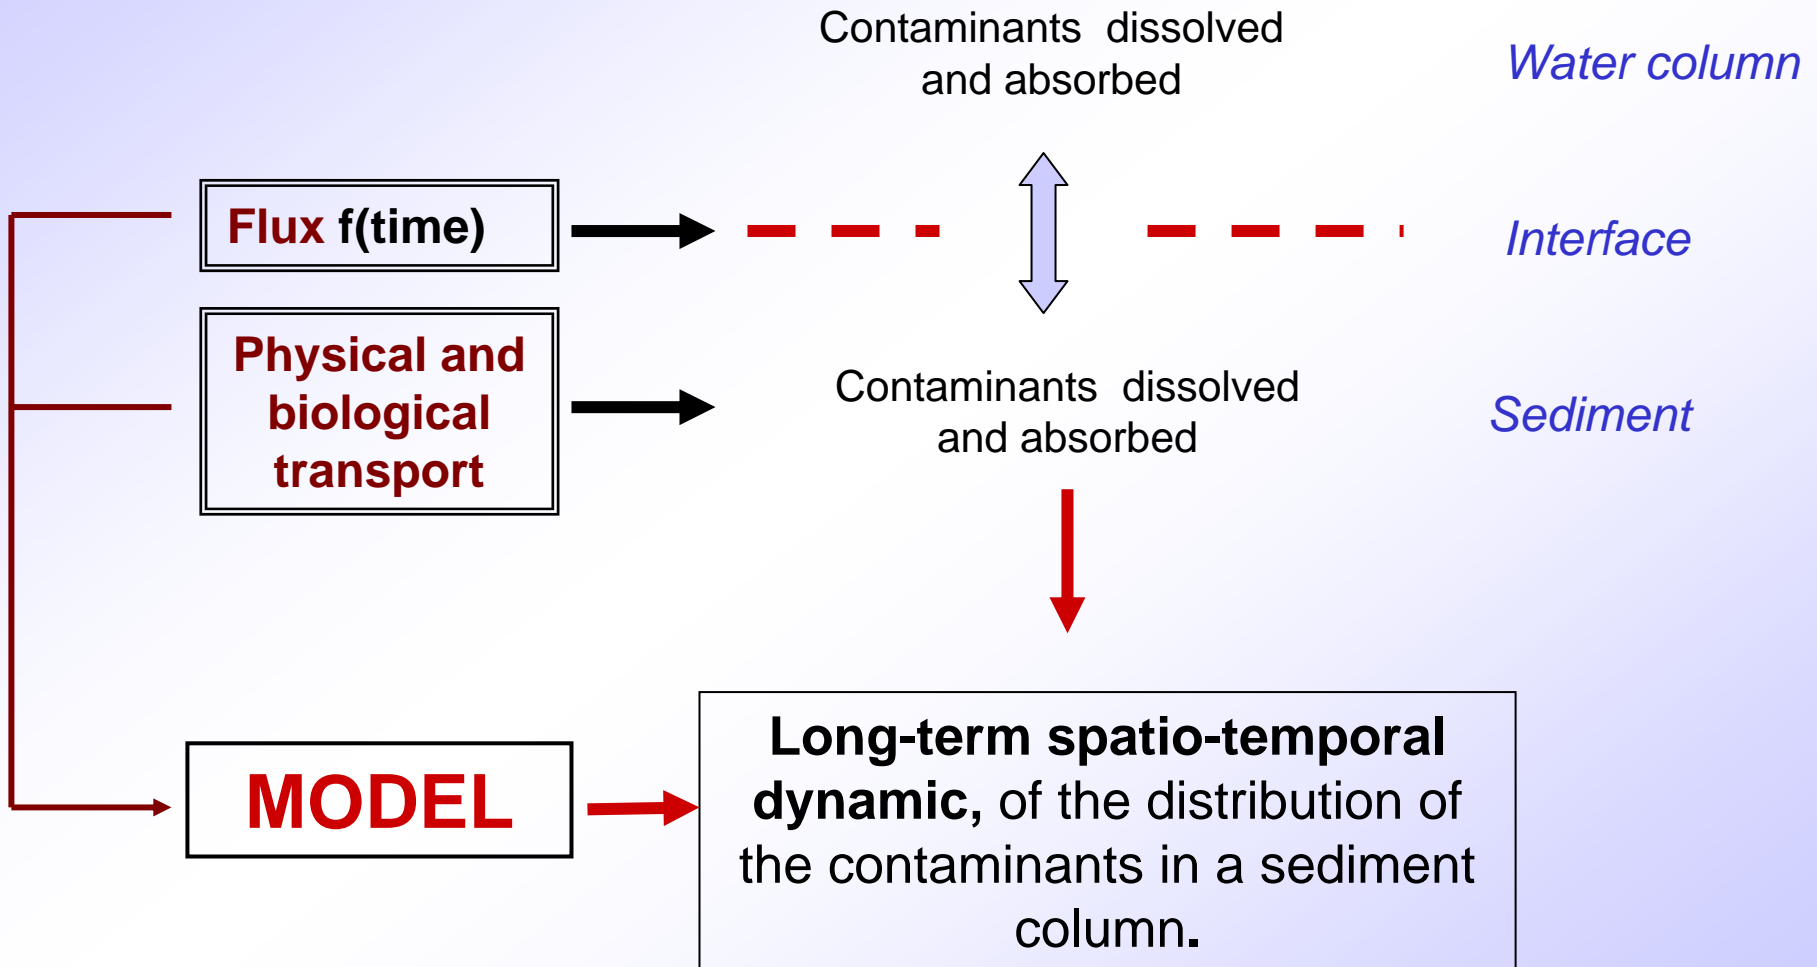 Contaminants dissolved
and absorbed
Water column
Flux f(time)
Interface
Physical and
biological
transport
Contaminants dissolved
and absorbed
Sediment
MODEL
Long-term spatio-temporal
dynamic, of the distribution of
the contaminants in a sediment
column.